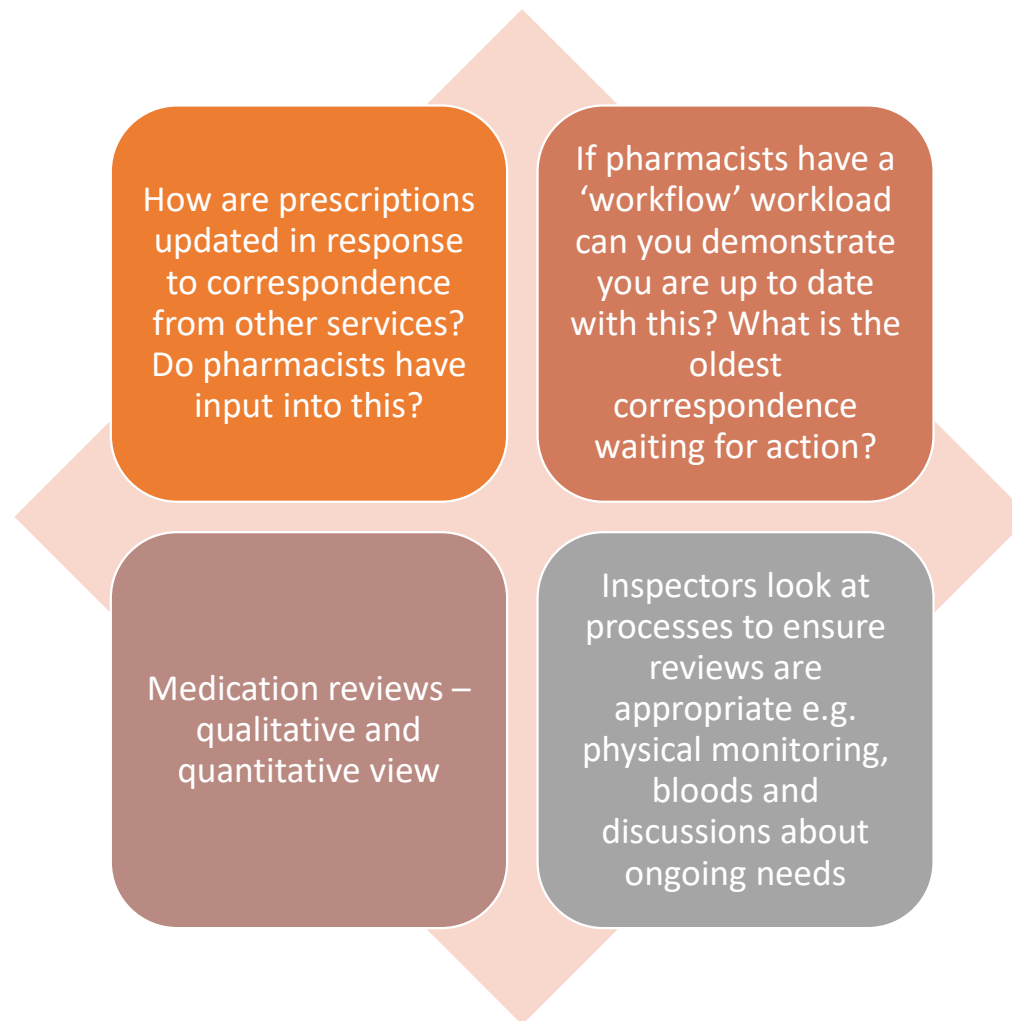 How are prescriptions
updated in response
to correspondence
from other services?
Do pharmacists have
input into this?
If pharmacists have a
‘workflow’ workload
can you demonstrate
you are up to date
with this? What is the
oldest
correspondence
waiting for action?
Medication reviews –
qualitative and
quantitative view
Inspectors look at
processes to ensure
reviews are
appropriate e.g.
physical monitoring,
bloods and
discussions about
ongoing needs